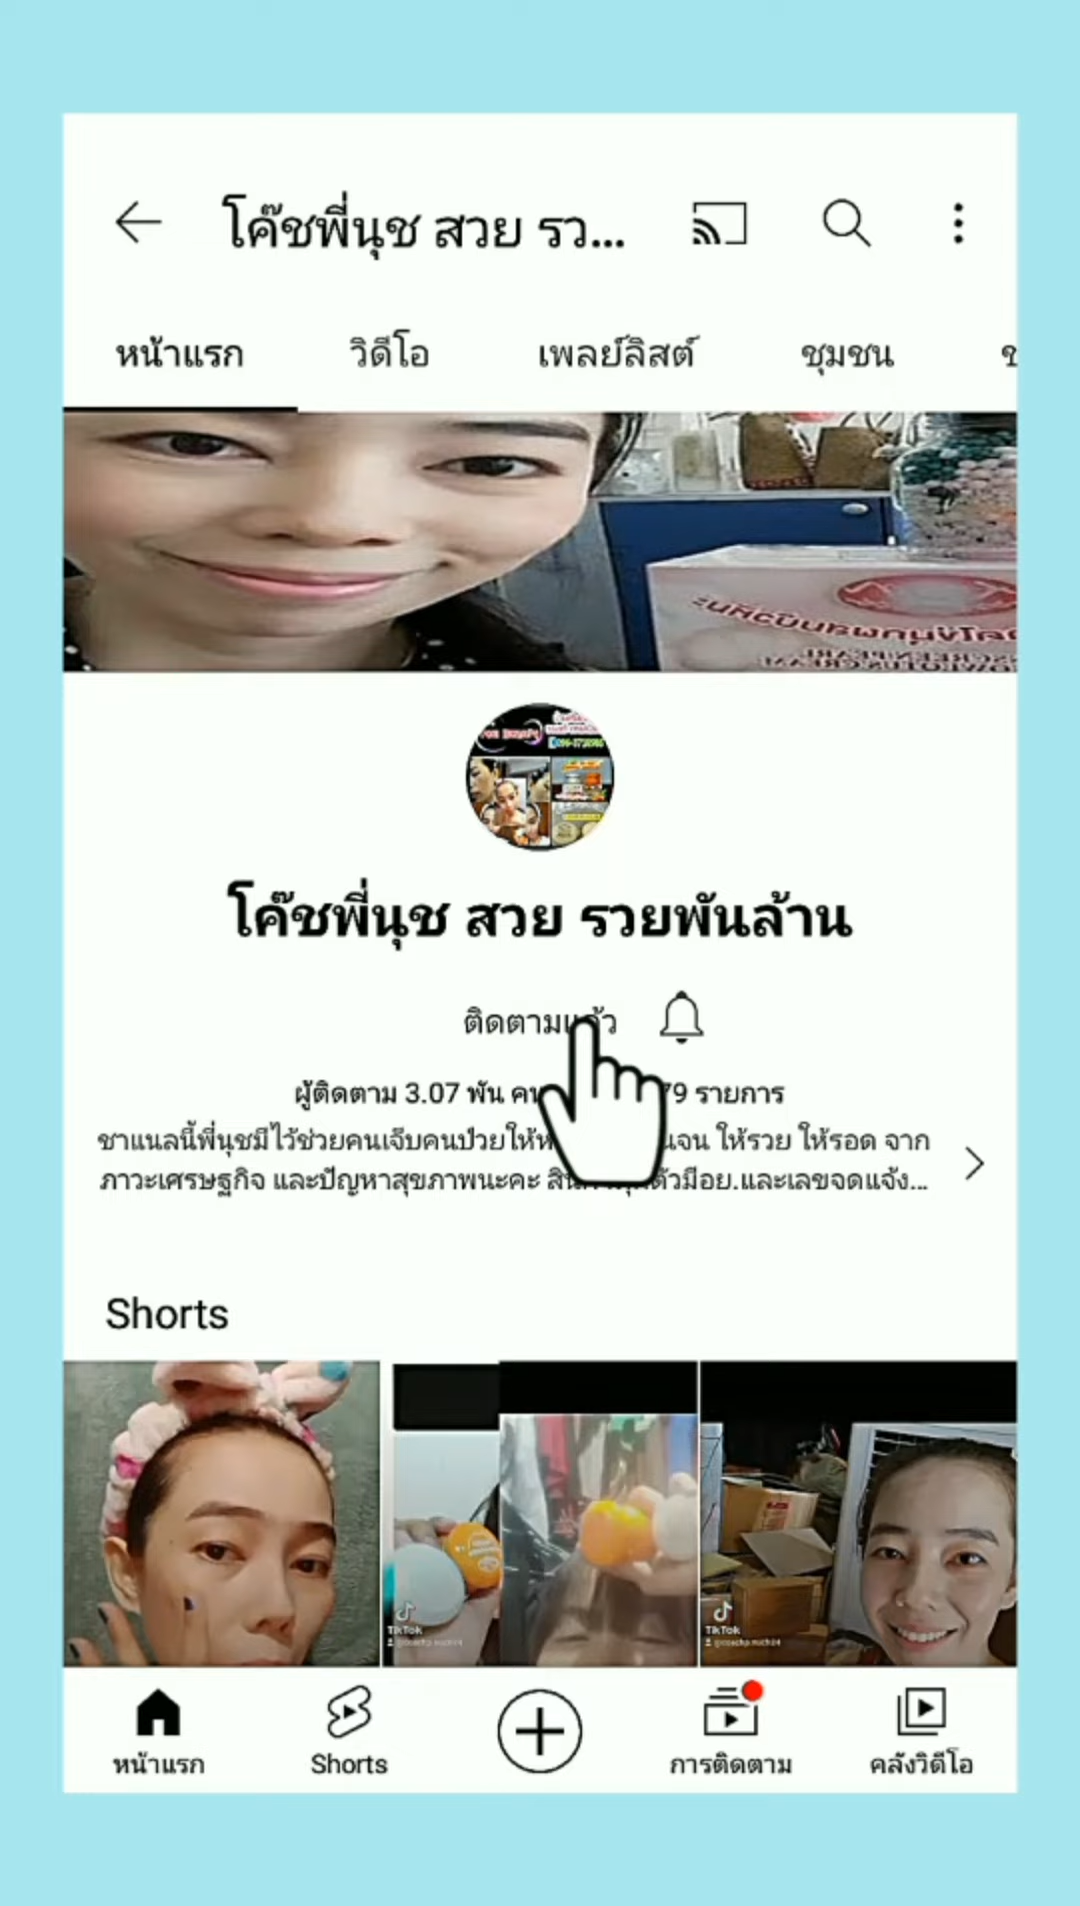 โค๊ชพี่นุช สวย รว...
หน้าแรก วิดีโอ เพลย์ลิสต์ ชุมชน
โค๊ชพี่นุช สวย รวยพันล้าน
ติดตามแล้ว
ผู้ติดตาม 3.07 พัน รายการ
ชาแนลนี้พี่นุชมีไว้ช่วยคนเจ็บคนป่วยให้ ให้รวย ให้รอด จาก
ภาวะเศรษฐกิจ และปัญหาสุขภาพนะคะ มีอย.และเลขจดแจ้ง...
Shorts
TikTok
TikTok
หน้าแรก Shorts การติดตาม คลังวิดีโอ